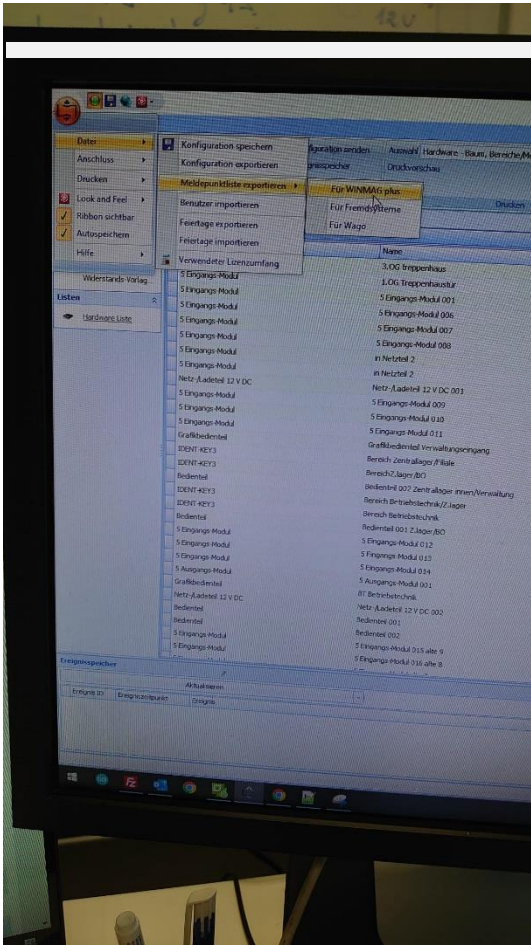 12V
Datei
Anschluss
Drucken
Look and Feel
Ribbon sichtbar
Autospeichern
Hilfe
Widerstands-Vorlag...
Listen
Hardware Liste
Konfiguration speichern
Konfiguration exportieren
Meldepunktliste exportieren
Benutzer importieren
Feiertage exportieren
Feiertage importieren
Verwendeter Lizenzumfang
Für WINMAG plus
Für Fremdsysteme
Für Wago
senden
Auswahl Hardware - Baum, Bereiche/Me
Druckvorschau
Drucken
Name
3.OG treppenhaus
5 Eingangs-Modul 1.OG Treppenhaustür
5 Eingangs-Modul 5 Eingangs-Modul 001
5 Eingangs-Modul 5 Eingangs-Modul 006
5 Eingangs-Modul 5 Eingangs-Modul 007
5 Eingangs-Modul 5 Eingangs-Modul 008
5 Eingangs-Modul in Netzteil 2
5 Eingangs-Modul in Netzteil 2
Netz-/Ladeteil 12 V DC Netz-/Ladeteil 12 V DC 001
5 Eingangs-Modul 5 Eingangs-Modul 009
5 Eingangs-Modul 5 Eingangs-Modul 010
5 Eingangs-Modul 5 Eingangs-Modul 011
Grafikbedienteil Grafikbedienteil Verwaltungseingang
IDENT-KEY3 Bereich Zentrallager/Filiale
IDENT-KEY3 BereichZ.lager/BO
Bedienteil Bedienteil 002 Zentrallager innen/Verwaltung
IDENT-KEY3 Bereich Betriebstechnik/Z.lager
IDENT-KEY3 Bereich Betriebstechnik
Bedienteil Bedienteil 001 Z.lager/BO
5 Eingangs-Modul 5 Eingangs-Modul 012
5 Eingangs-Modul 5 Eingangs-Modul 013
5 Eingangs-Modul 5 Eingangs-Modul 014
5 Ausgangs-Modul 5 Ausgangs-Modul 001
Grafikbedienteil BT Betriebstechnik
Netz-/Ladeteil 12 V DC Netz-/Ladeteil 12 V DC 002
Bedienteil Bedienteil 001
Bedienteil Bedienteil 002
5 Eingangs-Modul 5 Eingangs-Modul 015 alte 9
5 Eingangs-Modul 5 Eingangs-Modul 016 alte 8
Ereignisspeicher
Aktualisieren
Ereignis ID Ereigniszeitpunkt Ereignis
Fz